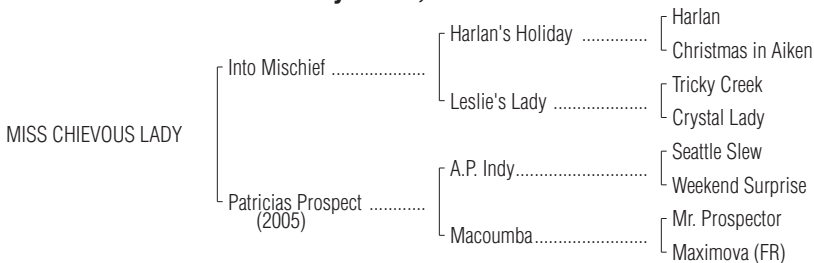 Harlan
Harlan's Holiday ..............
Christmas in Aiken
Into Mischief ....................
Tricky Creek
Leslie's Lady ....................
Crystal Lady
MISS CHIEVOUS LADY
Seattle Slew
A.P. Indy............................
Weekend Surprise
Patricias Prospect ............
(2005)
Mr. Prospector
Macoumba........................
Maximova (FR)